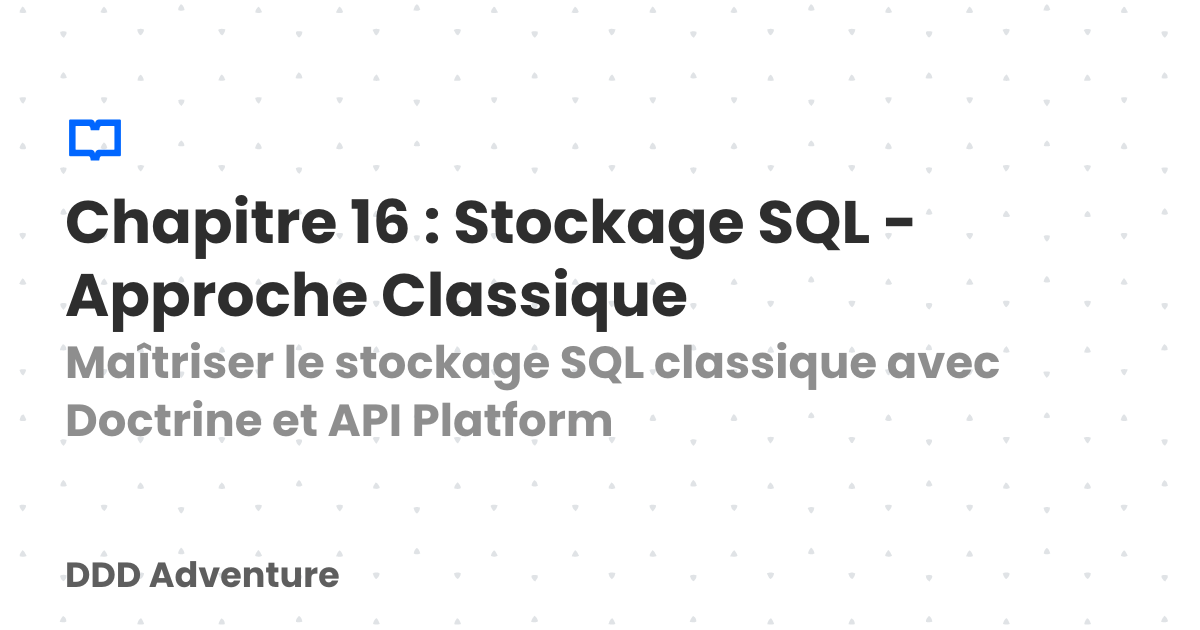 Chapitre 16 : Stockage SQL -
Approche Classique
Maîtriser le stockage SQL classique avec
Doctrine et API Platform
DDD Adventure